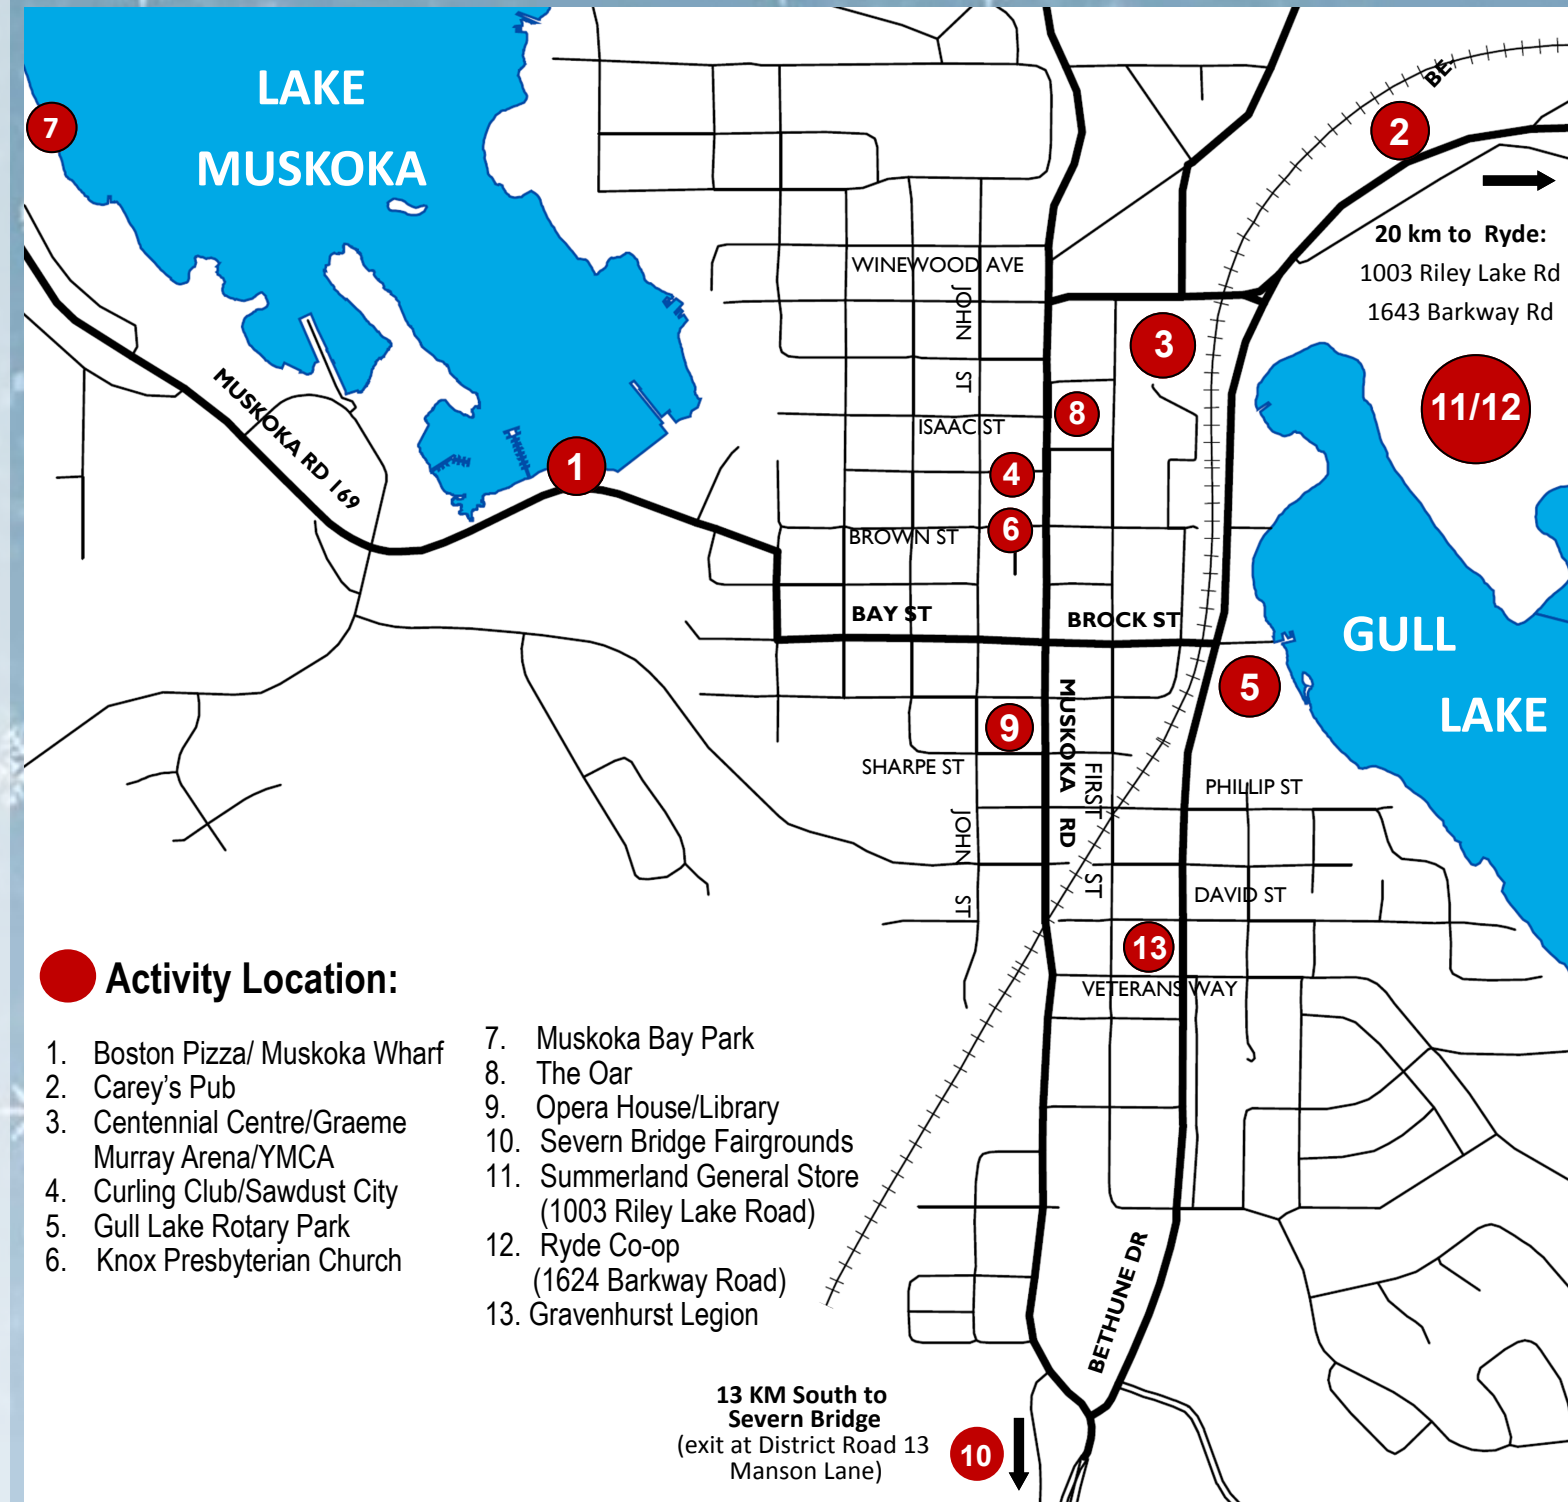 LAKE
MUSKOKA
7
BE
2
20 km to Ryde:
1003 Riley Lake Rd
1643 Barkway Rd
11/12
WINEWOOD AVE
JOHN ST
3
8
ISAAC ST
MUSKOKA RD 169
1
4
6
BROWN ST
BAY ST
BROCK ST
GULL
LAKE
5
9
MUSKOKA RD
SHARPE ST
FIRST ST
PHILLIP ST
JOHN ST
DAVID ST
13
VETERANS WAY
BETHUNE DR
Activity Location:
1. Boston Pizza/ Muskoka Wharf
2. Carey's Pub
3. Centennial Centre/Graeme
Murray Arena/YMCA
4. Curling Club/Sawdust City
5. Gull Lake Rotary Park
6. Knox Presbyterian Church
7. Muskoka Bay Park
8. The Oar
9. Opera House/Library
10. Severn Bridge Fairgrounds
11. Summerland General Store
(1003 Riley Lake Road)
12. Ryde Co-op
(1624 Barkway Road)
13. Gravenhurst Legion
13 KM South to
Severn Bridge
(exit at District Road 13
Manson Lane)
10